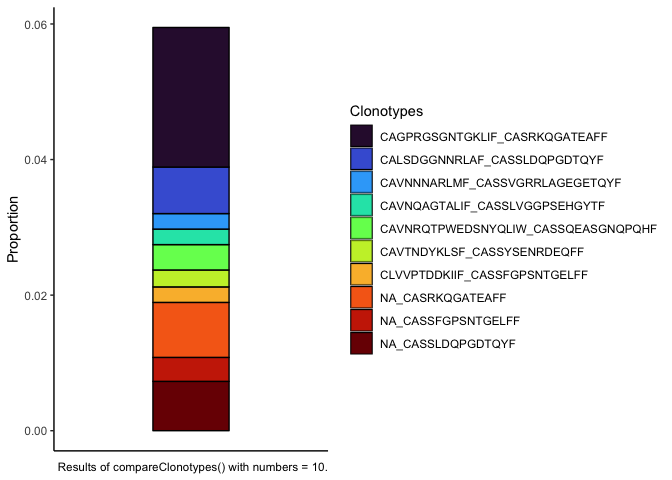 0.06
0.04
0.02
0.00
Proportion
Results of compareClonotypes() with numbers = 10.
Clonotypes
CAGPRGSGNTGKLIF_CASRKQGATEAFF
CALSDGGNNRLAF_CASSLDQPGDTQYF
CAVNNNARLMF_CASSVGRRLAGEGETQYF
CAVNQAGTALIF_CASSLVGGPSEHGYTF
CAVNRQTPWEDSNYQLIW_CASSQEASGNQPQHF
CAVTNDYKLSF_CASSYSENRDEQFF
CLVVPTDDKIIF_CASSFGPSNTGELFF
NA_CASRKQGATEAFF
NA_CASSFGPSNTGELFF
NA_CASSLDQPGDTQYF